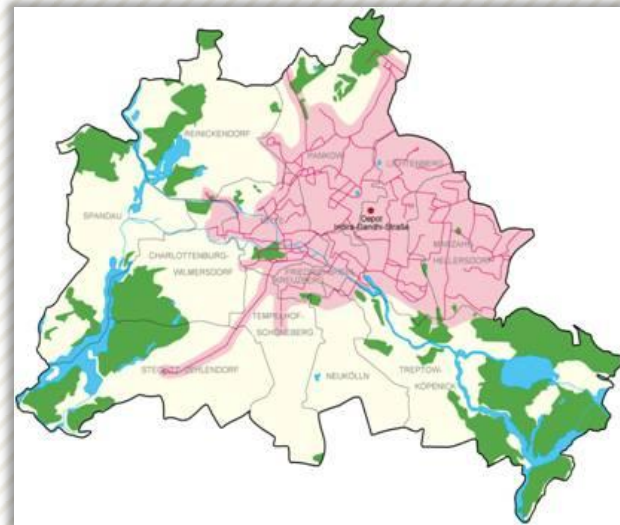 REINICKENDORF
PANKOW
LICHTENBERG
SPANDAU
Depot
Indira-Gandhi-Straße
MARZAHN-
HELLERSDORF
CHARLOTTENBURG-
WILMERSDORF
FRIEDRICHSHAIN
KREUZBERG
TEMPELHOF-
SCHÖNEBERG
STEGLITZ-ZEHLENDORF
NEUKÖLLN
TREPTOW-
KÖPENICK